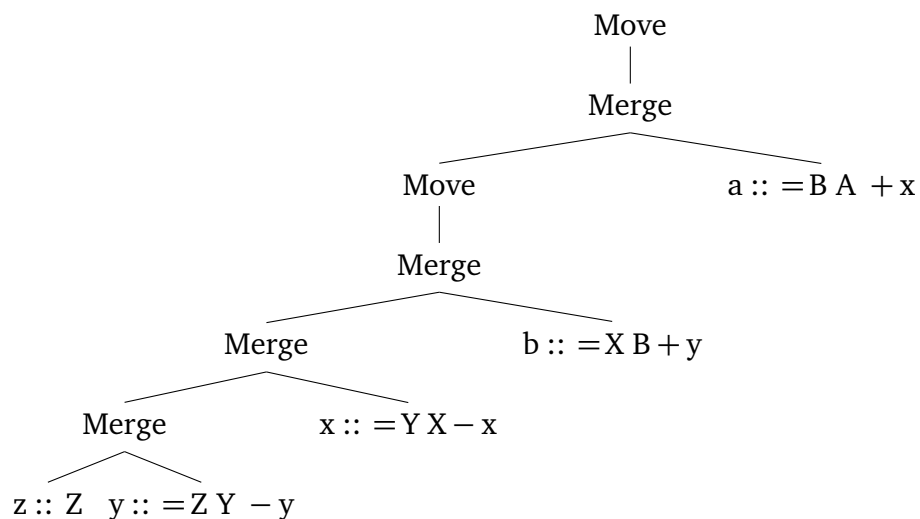 Move
Merge
Move a :: =B A +x
Merge
Merge b :: =X B+y
Merge x :: =Y X−x
z :: Z y :: =Z Y −y